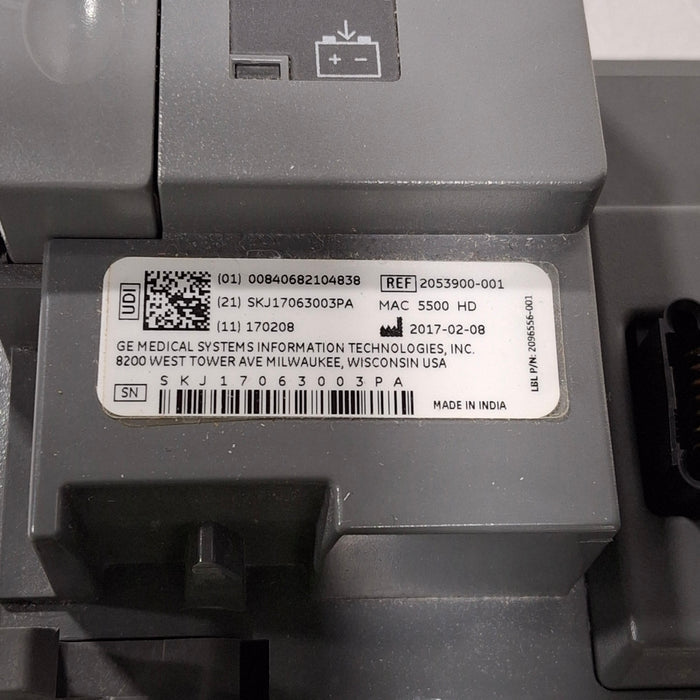 UDI
(01) 00840682104838
(21) SKJ17063003PA
(11) 170208
REF 2053900-001
MAC 5500 HD
2017-02-08
GE MEDICAL SYSTEMS INFORMATION TECHNOLOGIES, INC.
8200 WEST TOWER AVE MILWAUKEE, WISCONSIN USA
SN SKJ17063003PA
MADE IN INDIA
LBL P/N: 2096556-001